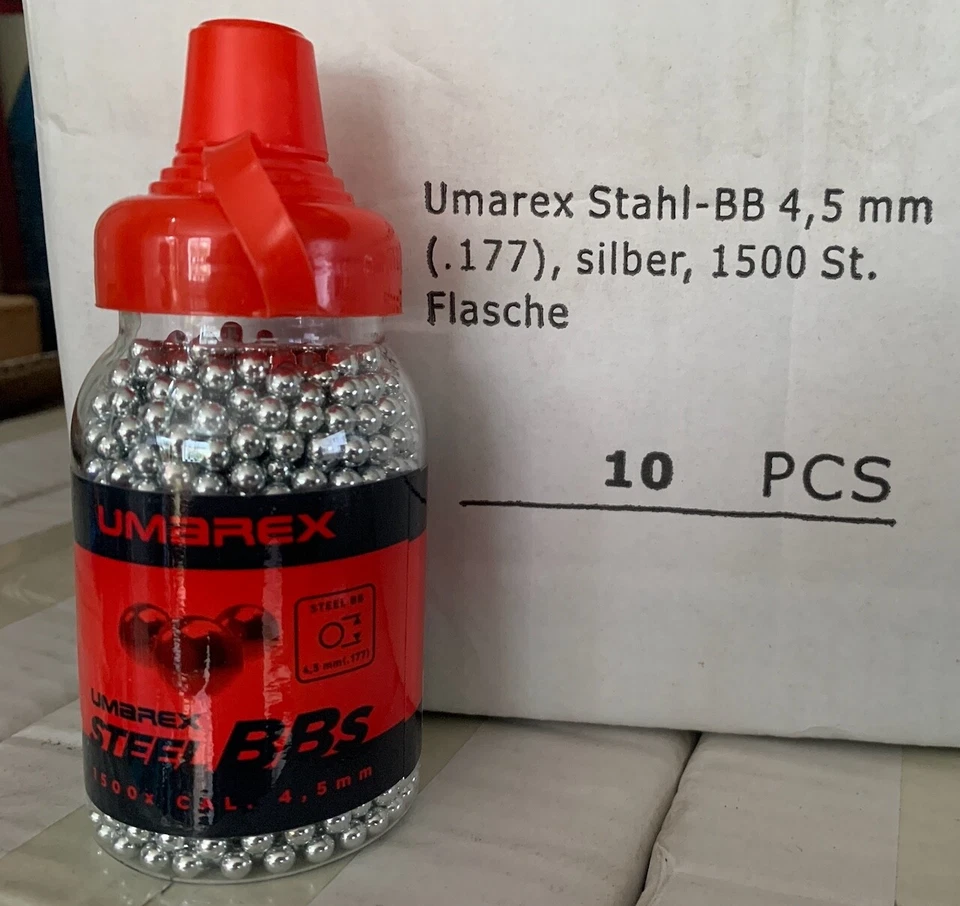 Umarex Stahl-BB 4,5 mm
(.177), silber, 1500 St.
Flasche
10 PCS
UMAREX
STEEL BB
4,5 mm(.177)
UMAREX
STEEL BBs
1500x CAL. 4,5mm